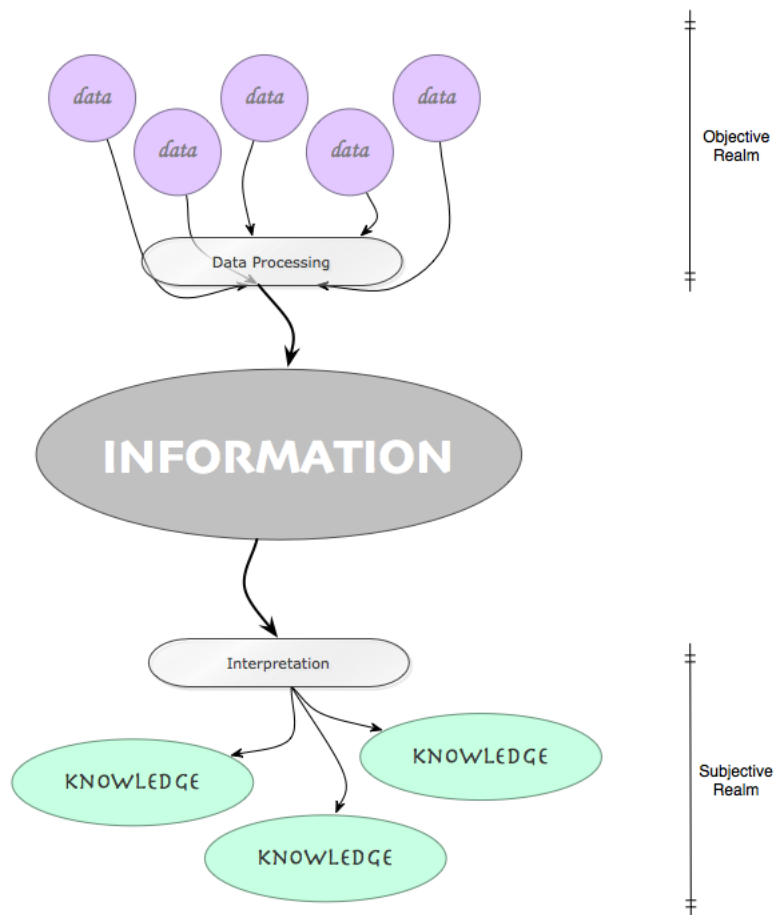 data
data
data
data
data
Objective
Realm
Data Processing
INFORMATION
Interpretation
KNOWLEDGE
KNOWLEDGE
Subjective
Realm
KNOWLEDGE